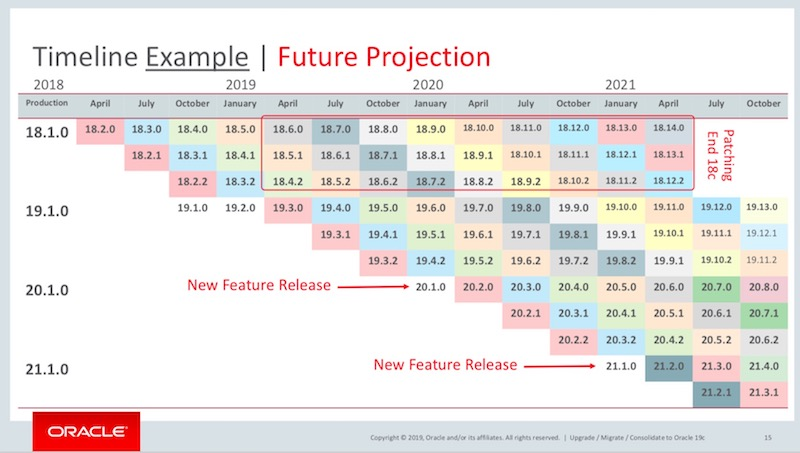 Timeline Example | Future Projection
2018 2019 2020 2021
Production April July October January April July October January April July October January April July October
18.1.0 18.2.0 18.3.0 18.4.0 18.5.0 18.6.0 18.7.0 18.8.0 18.9.0 18.10.0 18.11.0 18.12.0 18.13.0 18.14.0
18.2.1 18.3.1 18.4.1 18.5.1 18.6.1 18.7.1 18.8.1 18.9.1 18.10.1 18.11.1 18.12.1 18.13.1
18.2.2 18.3.2 18.4.2 18.5.2 18.6.2 18.7.2 18.8.2 18.9.2 18.10.2 18.11.2 18.12.2
Patching
End 18c
19.1.0 19.1.0 19.2.0 19.3.0 19.4.0 19.5.0 19.6.0 19.7.0 19.8.0 19.9.0 19.10.0 19.11.0 19.12.0 19.13.0
19.3.1 19.4.1 19.5.1 19.6.1 19.7.1 19.8.1 19.9.1 19.10.1 19.11.1 19.12.1
19.3.2 19.4.2 19.5.2 19.6.2 19.7.2 19.8.2 19.9.1 19.10.2 19.11.2
20.1.0 New Feature Release 20.1.0 20.2.0 20.3.0 20.4.0 20.5.0 20.6.0 20.7.0 20.8.0
20.2.1 20.3.1 20.4.1 20.5.1 20.6.1 20.7.1
20.2.2 20.3.2 20.4.2 20.5.2 20.6.2
21.1.0 New Feature Release 21.1.0 21.2.0 21.3.0 21.4.0
21.2.1 21.3.1
ORACLE
Copyright © 2019, Oracle and/or its affiliates. All rights reserved. | Upgrade / Migrate / Consolidate to Oracle 19c 15